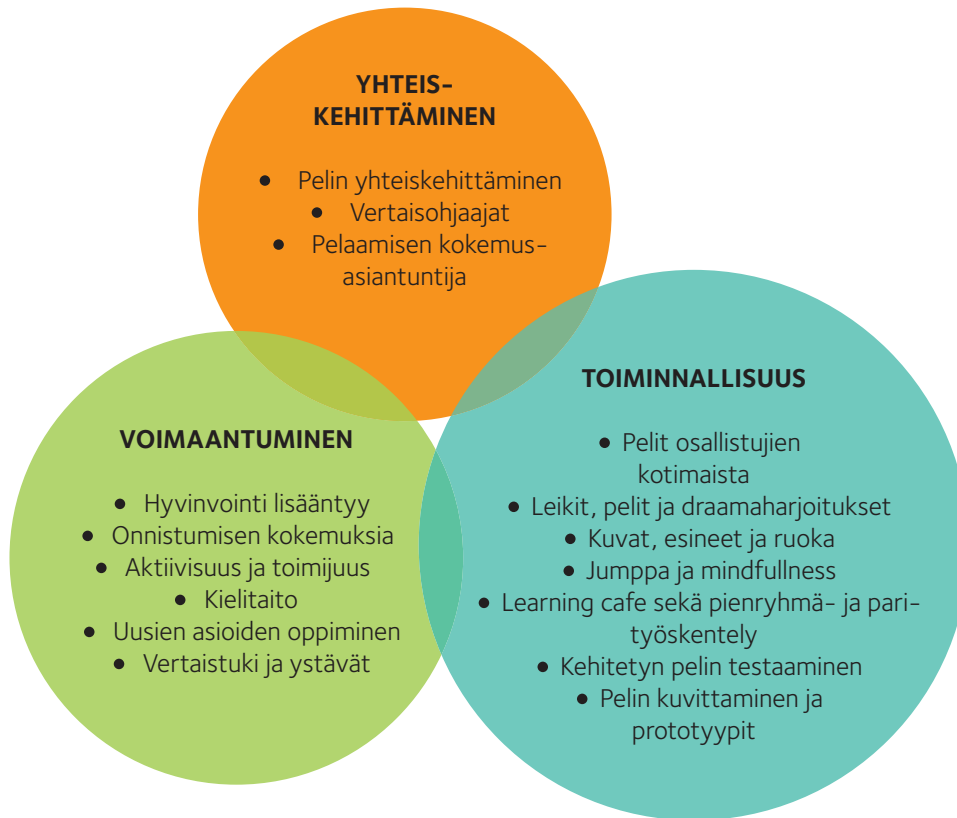 YHTEIS-
KEHITTÄMINEN
• Pelin yhteiskehittäminen
• Vertaisohjaajat
• Pelaamisen kokemus-
asiantuntija
VOIMAANTUMINEN
• Hyvinvointi lisääntyy
• Onnistumisen kokemuksia
• Aktiivisuus ja toimijuus
• Kielitaito
• Uusien asioiden oppiminen
• Vertaistuki ja ystävät
TOIMINNALLISUUS
• Pelit osallistujien
kotimaista
• Leikit, pelit ja draamaharjoitukset
• Kuvat, esineet ja ruoka
• Jumppa ja mindfullness
• Learning cafe sekä pienryhmä- ja pari-
työskentely
• Kehitetyn pelin testaaminen
• Pelin kuvittaminen ja
prototyypit